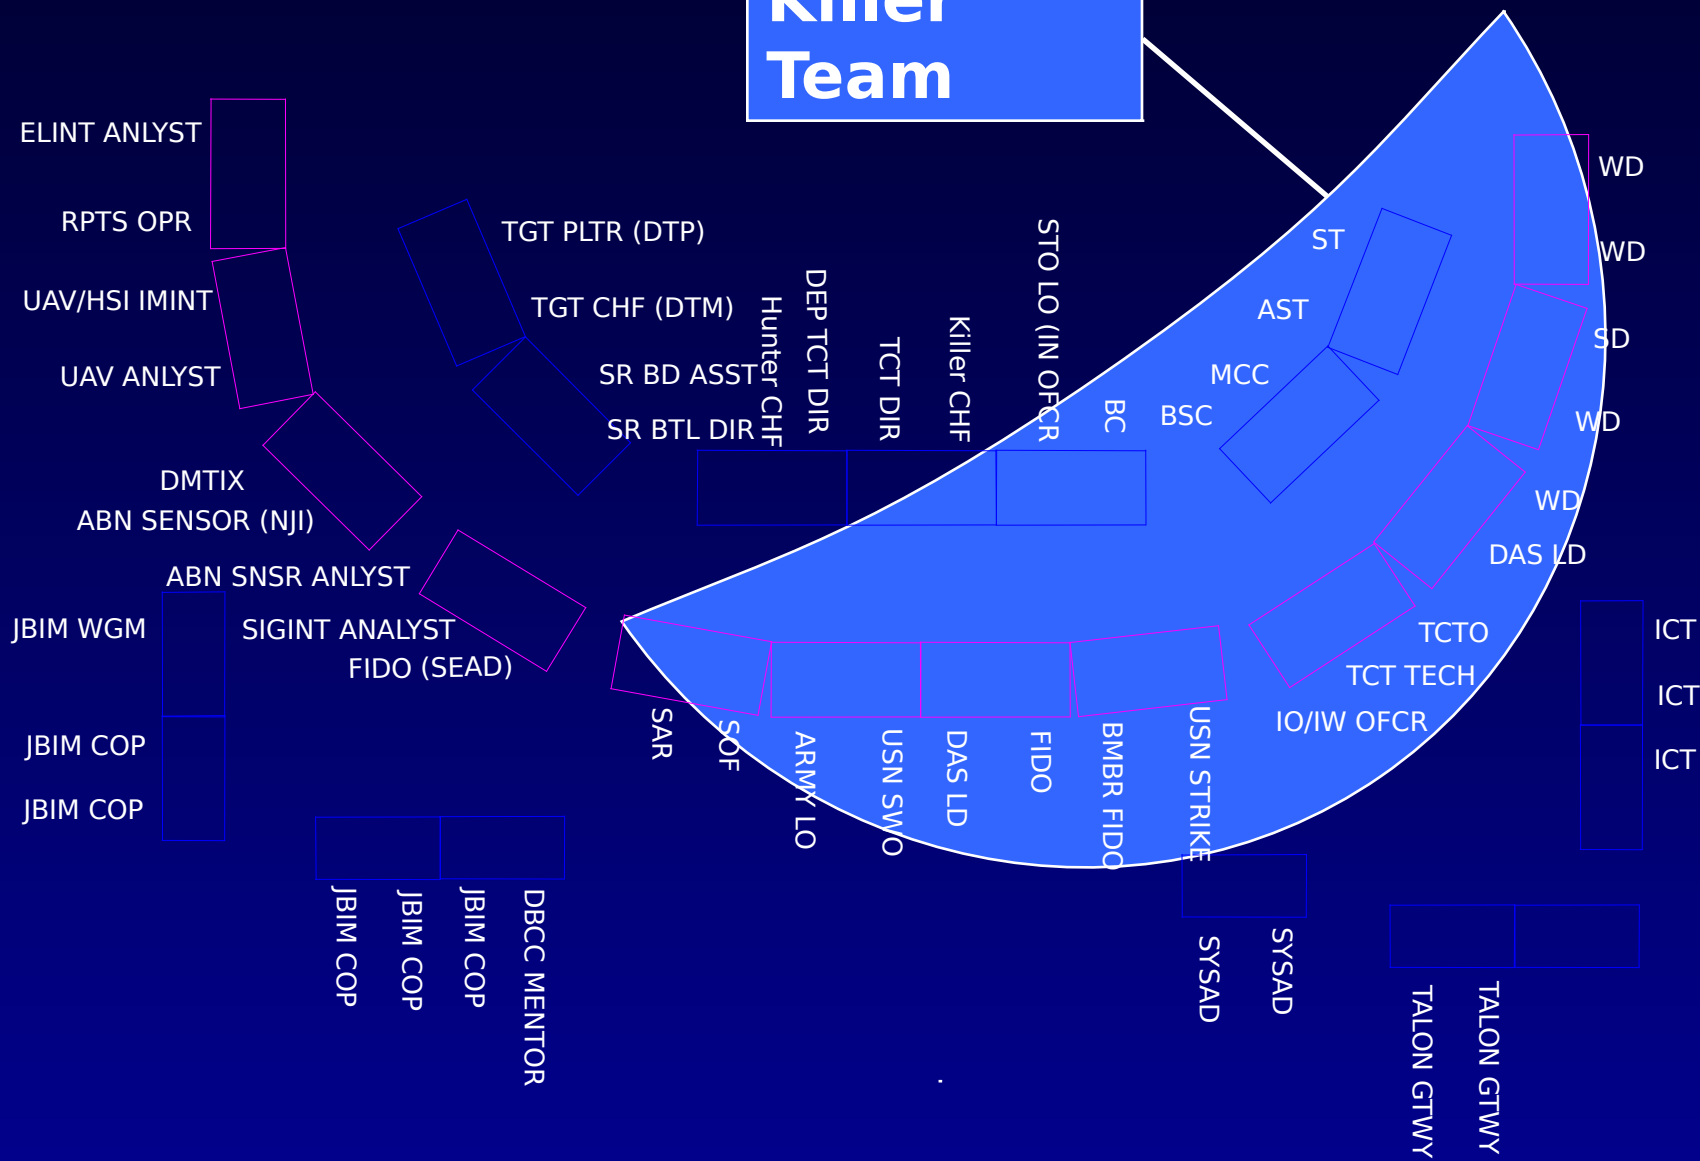 Killer
Team
ELINT ANLYST
RPTS OPR
UAV/HSI IMINT
UAV ANLYST
DMTIX
ABN SENSOR (NJI)
ABN SNSR ANLYST
SIGINT ANALYST
FIDO (SEAD)
TGT PLTR (DTP)
TGT CHF (DTM)
SR BD ASST
SR BTL DIR
Hunter CHF
DEP TCT DIR
TCT DIR
Killer CHF
STO LO (IN OFCR
BC
ST
AST
MCC
BSC
WD
WD
SD
WD
WD
DAS LD
TCTO
TCT TECH
IO/IW OFCR
SAR
SOF
ARMY LO
USN SWO
DAS LD
FIDO
BMBR FIDO
USN STRIKE
JBIM WGM
JBIM COP
JBIM COP
JBIM COP
JBIM COP
JBIM COP
DBCC MENTOR
SYSAD
SYSAD
ICT
ICT
ICT
TALON GTWY
TALON GTWY
.